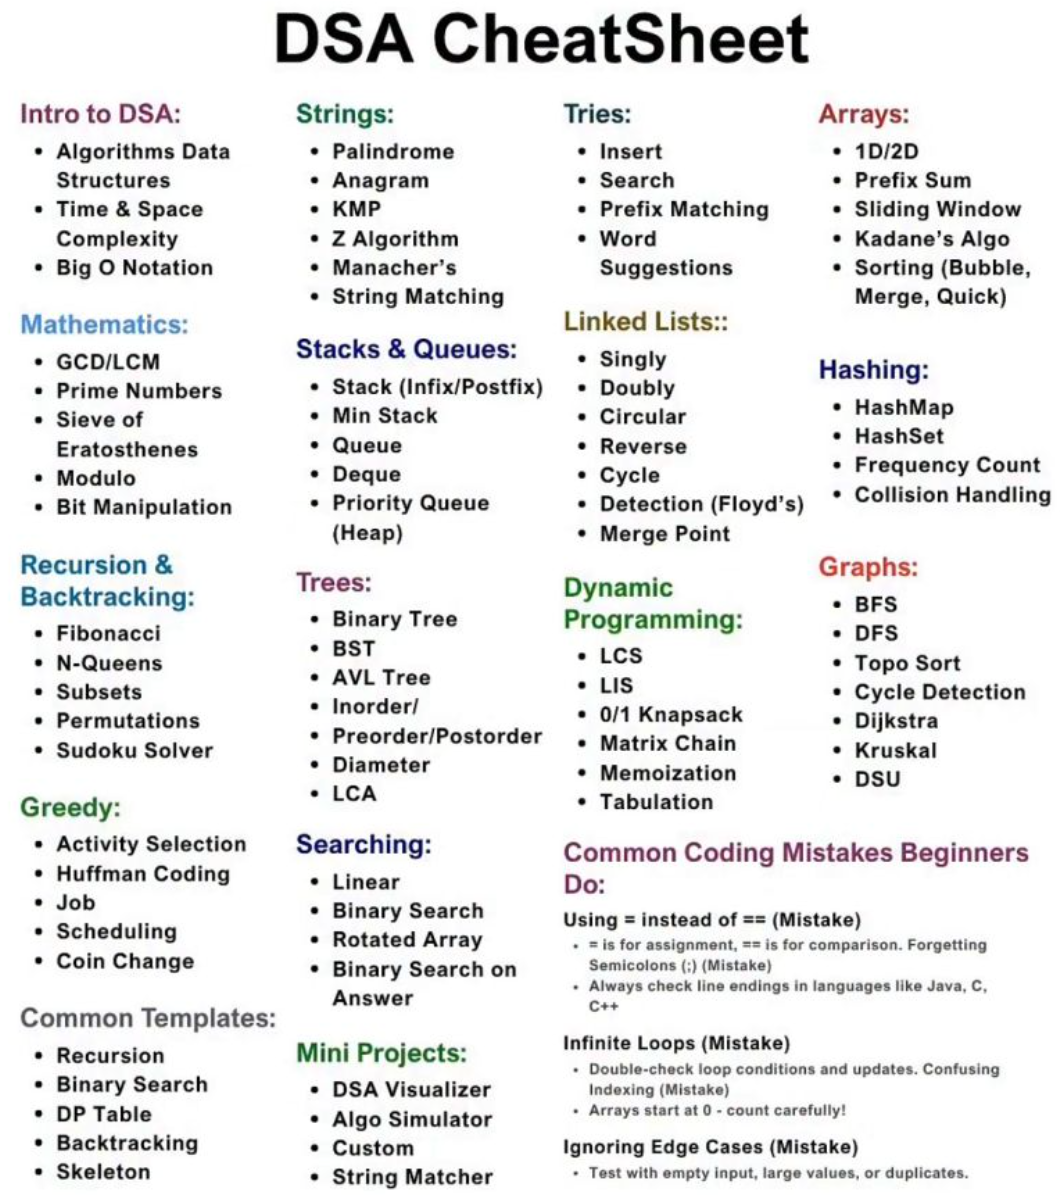 DSA CheatSheet
Intro to DSA:
• Algorithms Data
Structures
• Time & Space
Complexity
• Big O Notation
Mathematics:
• GCD/LCM
• Prime Numbers
• Sieve of
Eratosthenes
• Modulo
• Bit Manipulation
Recursion &
Backtracking:
• Fibonacci
• N-Queens
• Subsets
• Permutations
• Sudoku Solver
Greedy:
• Activity Selection
• Huffman Coding
• Job
• Scheduling
• Coin Change
Common Templates:
• Recursion
• Binary Search
• DP Table
• Backtracking
• Skeleton
Strings:
• Palindrome
• Anagram
• KMP
• Z Algorithm
• Manacher's
• String Matching
Stacks & Queues:
• Stack (Infix/Postfix)
• Min Stack
• Queue
• Deque
• Priority Queue
(Heap)
Trees:
• Binary Tree
• BST
• AVL Tree
• Inorder/
• Preorder/Postorder
• Diameter
• LCA
Searching:
• Linear
• Binary Search
• Rotated Array
• Binary Search on
Answer
Mini Projects:
• DSA Visualizer
• Algo Simulator
• Custom
• String Matcher
Tries:
• Insert
• Search
• Prefix Matching
• Word
Suggestions
Linked Lists::
• Singly
• Doubly
• Circular
• Reverse
• Cycle
• Detection (Floyd's)
• Merge Point
Dynamic
Programming:
• LCS
• LIS
• 0/1 Knapsack
• Matrix Chain
• Memoization
• Tabulation
Arrays:
• 1D/2D
• Prefix Sum
• Sliding Window
• Kadane's Algo
• Sorting (Bubble,
Merge, Quick)
Hashing:
• HashMap
• HashSet
• Frequency Count
• Collision Handling
Graphs:
• BFS
• DFS
• Topo Sort
• Cycle Detection
• Dijkstra
• Kruskal
• DSU
Common Coding Mistakes Beginners
Do:
Using = instead of == (Mistake)
• = is for assignment, == is for comparison. Forgetting
Semicolons (;) (Mistake)
• Always check line endings in languages like Java, C,
C++
Infinite Loops (Mistake)
• Double-check loop conditions and updates. Confusing
Indexing (Mistake)
• Arrays start at 0 - count carefully!
Ignoring Edge Cases (Mistake)
• Test with empty input, large values, or duplicates.